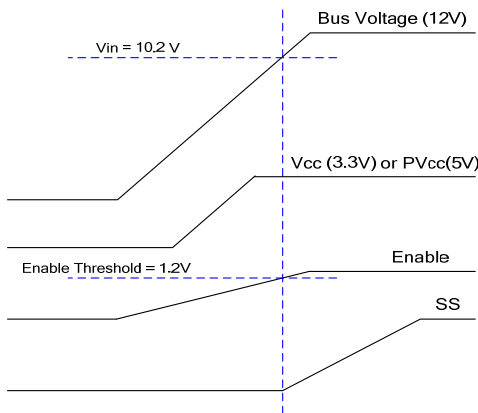 Bus Voltage (12V)
Vin = 10.2 V
Vcc (3.3V) or PVcc(5V)
Enable
Enable Threshold = 1.2V
SS